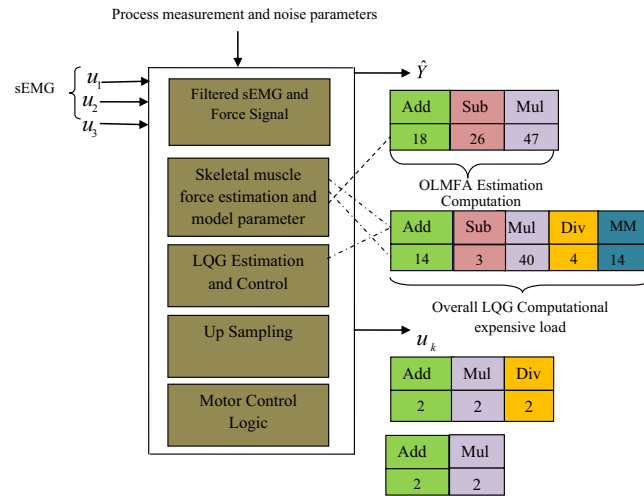 Process measurement and noise parameters
sEMG
u1
u2
u3
Ŷ
Filtered sEMG and
Force Signal
Skeletal muscle
force estimation and
model parameter
LQG Estimation
and Control
Up Sampling
Motor Control
Logic
Add Sub Mul
18 26 47
OLMFA Estimation
Computation
Add Sub Mul Div MM
14 3 40 4 14
Overall LQG Computational
expensive load
u k
Add Mul Div
2 2 2
Add Mul
2 2